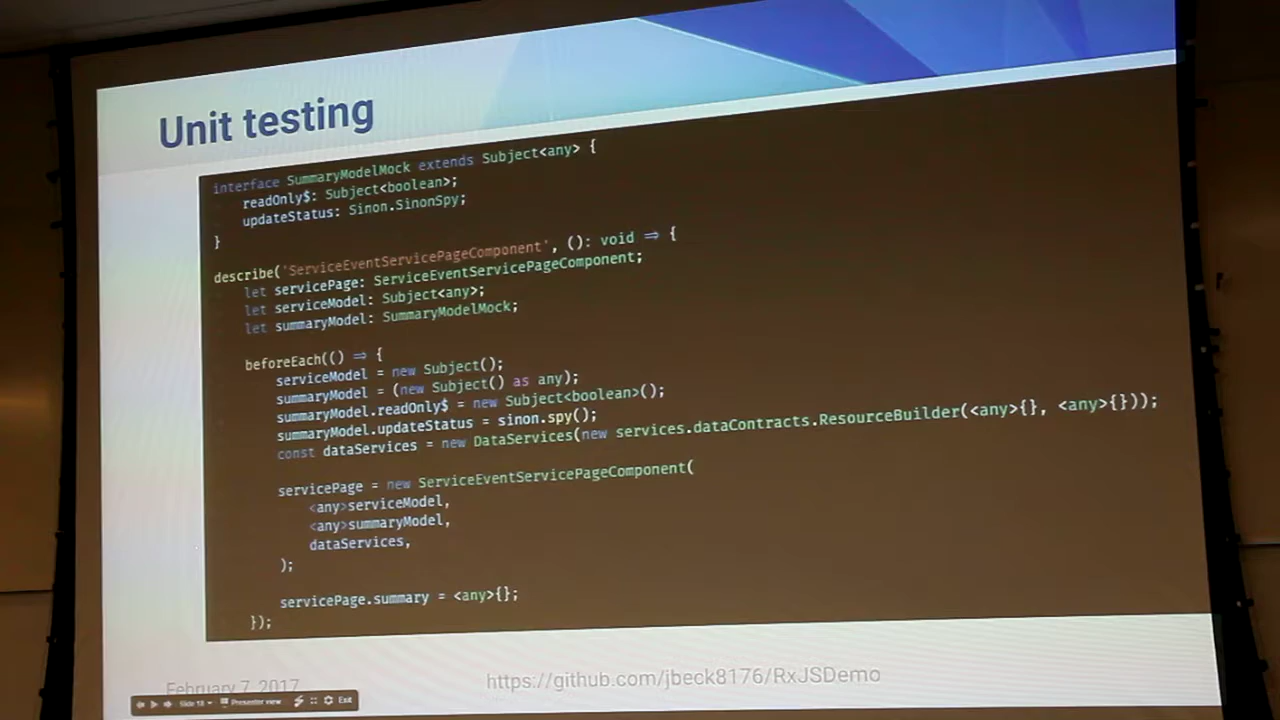 Unit testing
interface SummaryModelMock extends Subject<any> {
readOnly$: Subject<boolean>;
updateStatus: Sinon.SinonSpy;
}
describe('ServiceEventServicePageComponent', (): void ⇒ {
let servicePage: ServiceEventServicePageComponent;
let serviceModel: Subject<any>;
let summaryModel: SummaryModelMock;
beforeEach(() ⇒ {
serviceModel = new Subject();
summaryModel = (new Subject() as any);
summaryModel.readOnly$ = new Subject<boolean>();
summaryModel.updateStatus = sinon.spy();
const dataServices = new DataServices(new services.dataContracts.ResourceBuilder(<any>{}, <any>{}));
servicePage = new ServiceEventServicePageComponent(
<any>serviceModel,
<any>summaryModel,
dataServices,
);
servicePage.summary = <any>{};
});
February 7, 2017
https://github.com/jbeck8176/RxJSDemo
Slide 18 Presenter view Exit